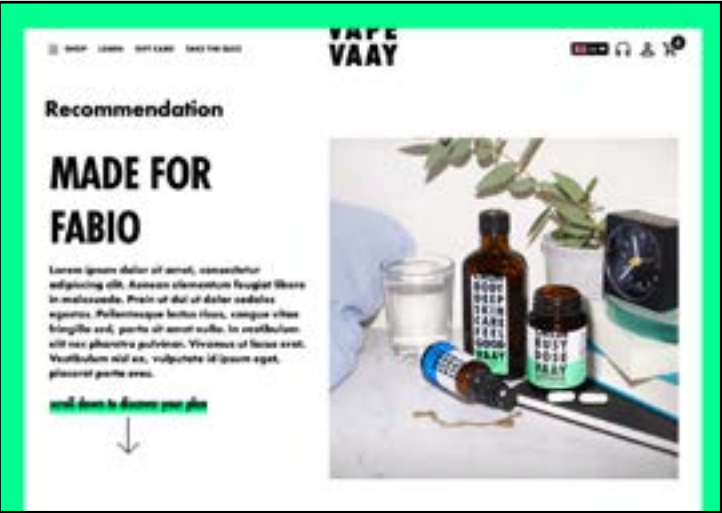 VAPE
VAAY
SHOP LEARN GIFT CARD TAKE THE QUIZ
Recommendation
MADE FOR
FABIO
Lorem ipsum dolor sit amet, consectetur
adipiscing elit. Aenean elementum feugiat libero
in malesuada. Proin ut dui ut dolor sodales
egestas. Pellentesque lectus risus, congue vitae
fringilla sed, porta sit amet nulla. In vestibulum
elit nec pharetra pulvinar. Vivamus ut lacus erat.
Vestibulum nisl ex, vulputate id ipsum eget,
placerat porta eros.
scroll down to discover your plan
BODY
DEEP
SKIN
CARE
FEEL
GOOD
VAAY
BUSY
DOSE
VAAY